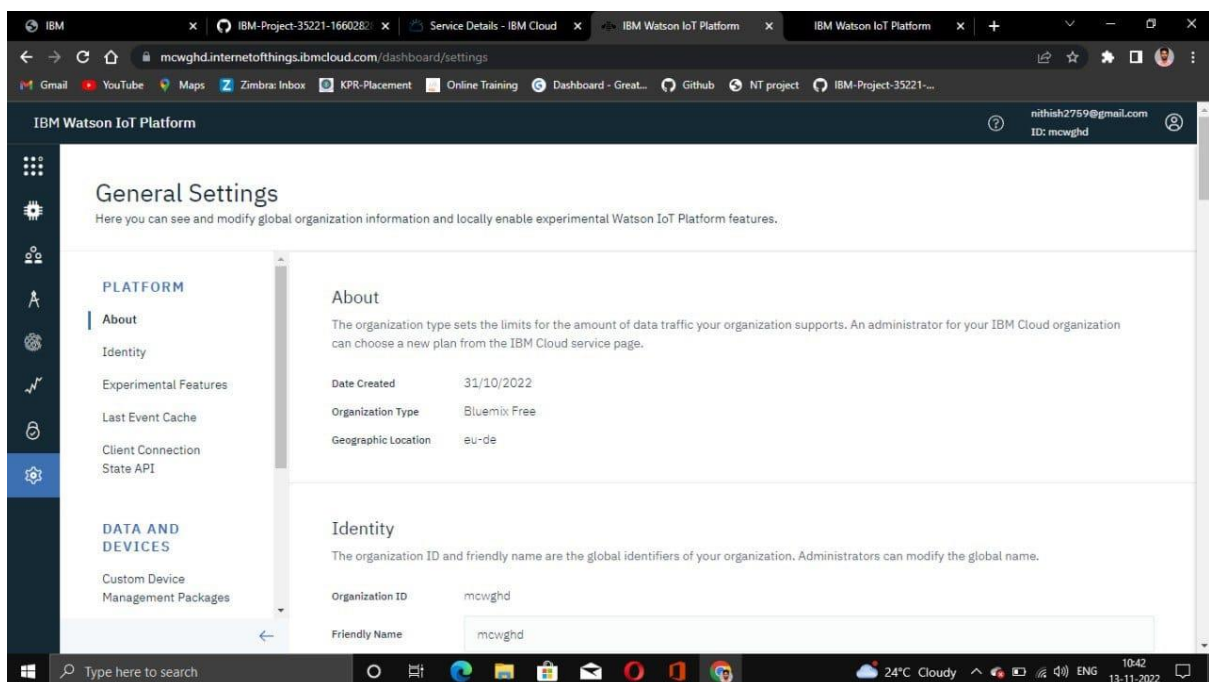 IBM
IBM-Project-35221-1660282
Service Details - IBM Cloud
IBM Watson IoT Platform
IBM Watson IoT Platform
mcwghd.internetofthings.ibmcloud.com/dashboard/settings
Gmail
YouTube
Maps
Zimbra: Inbox
KPR-Placement
Online Training
Dashboard - Great...
Github
NT project
IBM-Project-35221-...
IBM Watson IoT Platform
nithish2759@gmail.com
ID: mcwghd
General Settings
Here you can see and modify global organization information and locally enable experimental Watson IoT Platform features.
PLATFORM
About
Identity
Experimental Features
Last Event Cache
Client Connection
State API
DATA AND
DEVICES
Custom Device
Management Packages
About
The organization type sets the limits for the amount of data traffic your organization supports. An administrator for your IBM Cloud organization
can choose a new plan from the IBM Cloud service page.
Date Created 31/10/2022
Organization Type Bluemix Free
Geographic Location eu-de
Identity
The organization ID and friendly name are the global identifiers of your organization. Administrators can modify the global name.
Organization ID mcwghd
Friendly Name mcwghd
Type here to search
24°C Cloudy
ENG
10:42
13-11-2022